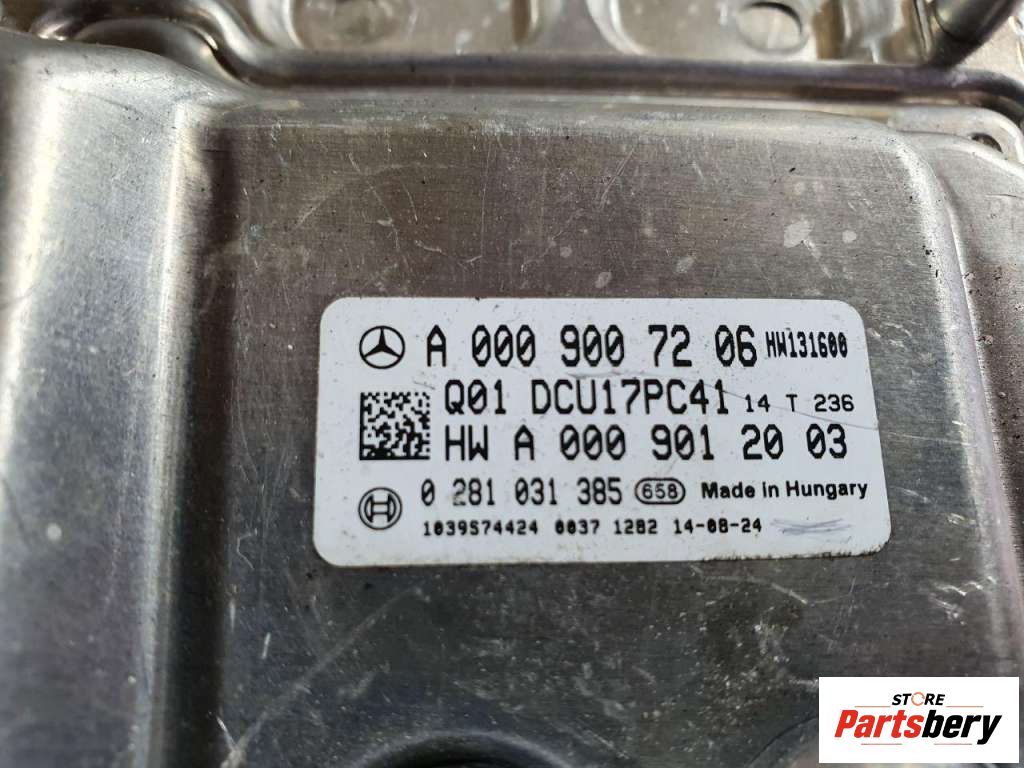 A 000 900 72 06 HW131600
Q01 DCU17PC41 14 T 236
HW A 000 901 20 03
0 281 031 385 658 Made in Hungary
1039S74424 0037 1282 14-08-24
STORE
Partsbery